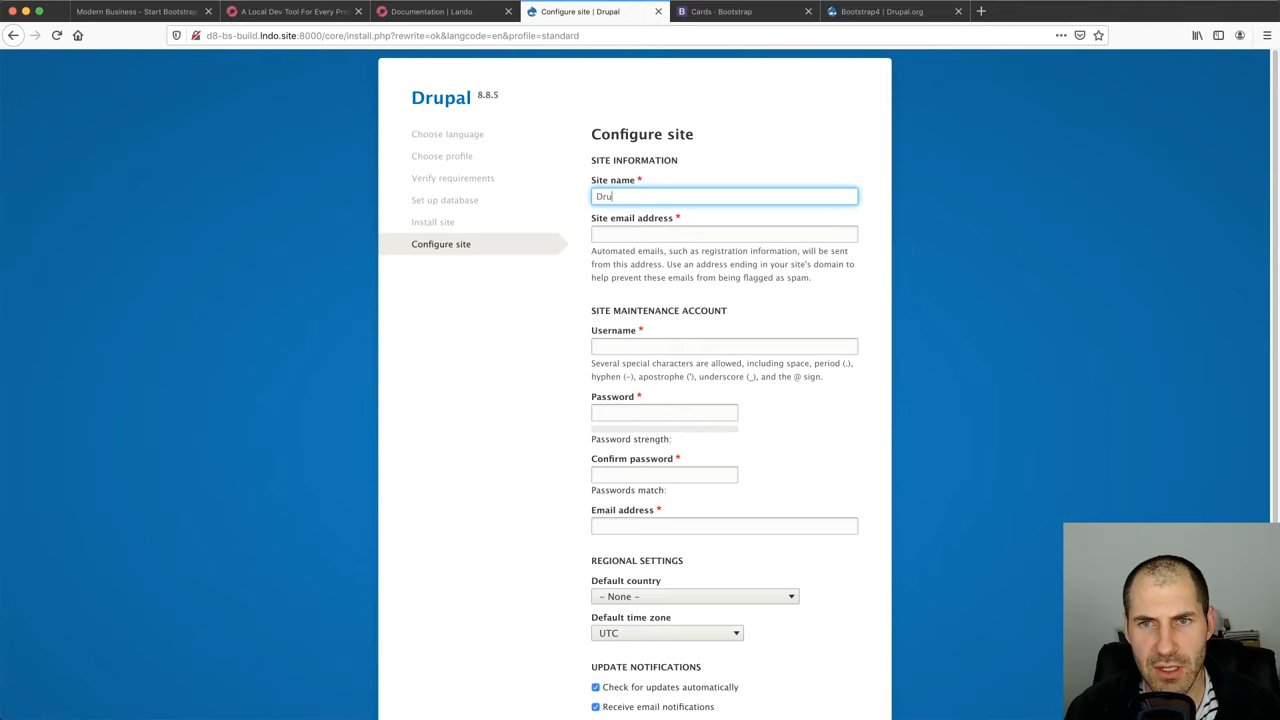 Modern Business - Start Bootstrap
A Local Dev Tool For Every Pro
Documentation | Lando
Configure site | Drupal
Cards · Bootstrap
Bootstrap4 | Drupal.org
d8-bs-build.lndo.site:8000/core/install.php?rewrite=ok&langcode=en&profile=standard
Drupal 8.8.5
Choose language
Choose profile
Verify requirements
Set up database
Install site
Configure site
Configure site
SITE INFORMATION
Site name *
Dru
Site email address *
Automated emails, such as registration information, will be sent
from this address. Use an address ending in your site's domain to
help prevent these emails from being flagged as spam.
SITE MAINTENANCE ACCOUNT
Username *
Several special characters are allowed, including space, period (.),
hyphen (-), apostrophe ('), underscore (_), and the @ sign.
Password *
Password strength:
Confirm password *
Passwords match:
Email address *
REGIONAL SETTINGS
Default country
- None -
Default time zone
UTC
UPDATE NOTIFICATIONS
Check for updates automatically
Receive email notifications